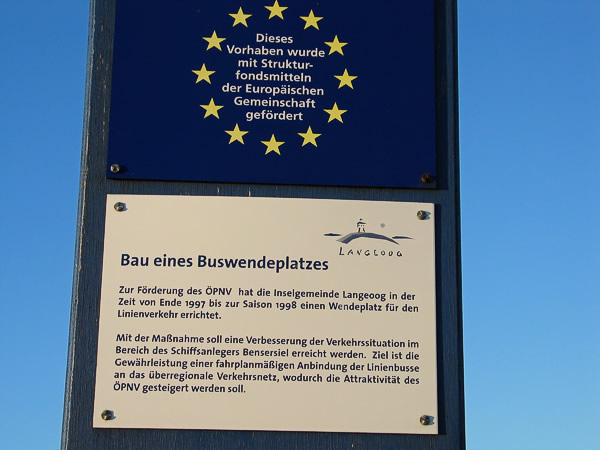 Dieses
Vorhaben wurde
mit Struktur-
fondsmitteln
der Europäischen
Gemeinschaft
gefördert
LANGEOOG
Bau eines Buswendeplatzes
Zur Förderung des ÖPNV hat die Inselgemeinde Langeoog in der
Zeit von Ende 1997 bis zur Saison 1998 einen Wendeplatz für den
Linienverkehr errichtet.
Mit der Maßnahme soll eine Verbesserung der Verkehrssituation im
Bereich des Schiffsanlegers Bensersiel erreicht werden. Ziel ist die
Gewährleistung einer fahrplanmäßigen Anbindung der Linienbusse
an das überregionale Verkehrsnetz, wodurch die Attraktivität des
ÖPNV gesteigert werden soll.